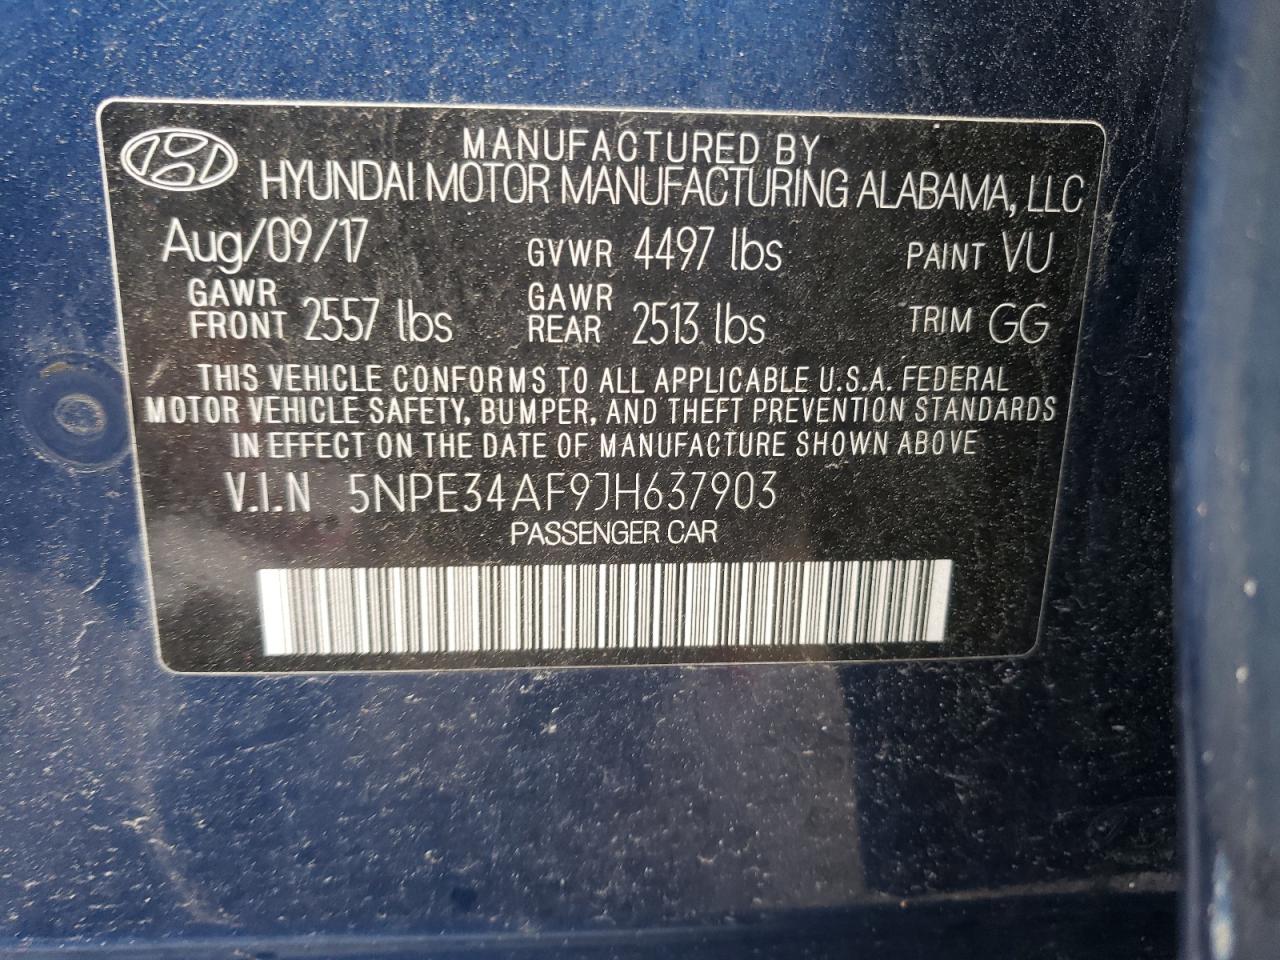 MANUFACTURED BY
HYUNDAI MOTOR MANUFACTURING ALABAMA, LLC
Aug/09/17 GVWR 4497 lbs PAINT VU
GAWR FRONT 2557 lbs GAWR REAR 2513 lbs TRIM GG
THIS VEHICLE CONFORMS TO ALL APPLICABLE U.S.A. FEDERAL
MOTOR VEHICLE SAFETY, BUMPER, AND THEFT PREVENTION STANDARDS
IN EFFECT ON THE DATE OF MANUFACTURE SHOWN ABOVE
V.I.N 5NPE34AF9JH637903
PASSENGER CAR